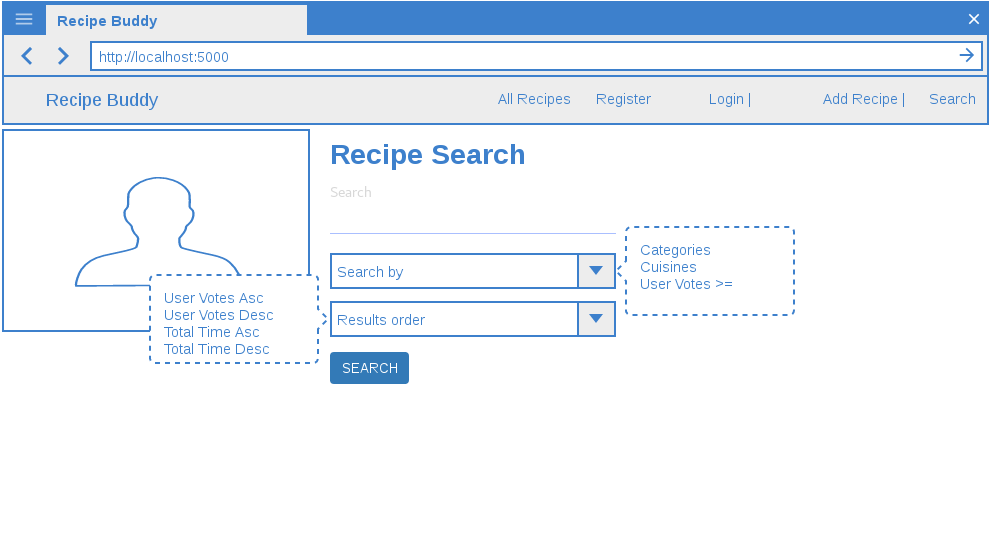 Recipe Buddy
http://localhost:5000
Recipe Buddy All Recipes Register Login | Add Recipe | Search
Recipe Search
Search
Search by
Categories
Cuisines
User Votes >=
Results order
User Votes Asc
User Votes Desc
Total Time Asc
Total Time Desc
SEARCH